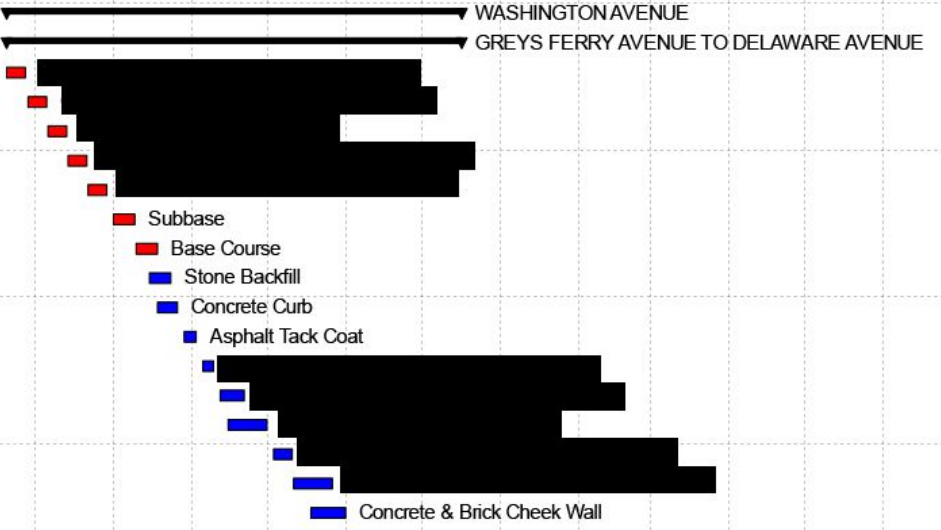 WASHINGTON AVENUE
GREYS FERRY AVENUE TO DELAWARE AVENUE
Subbase
Base Course
Stone Backfill
Concrete Curb
Asphalt Tack Coat
Concrete & Brick Cheek Wall